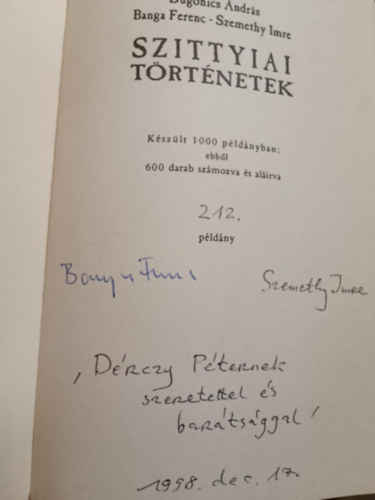 Dugonics András
Banga Ferenc - Szemethy Imre
SZITTYIAI
TÖRTÉNETEK
Készült 1000 példányban;
ebből
600 darab számozva és aláírva
212.
példány
Banga Ferenc
Szemethy Imre
„Dérczy Péternek
szeretettel és
barátsággal"
1998. dec. 17.